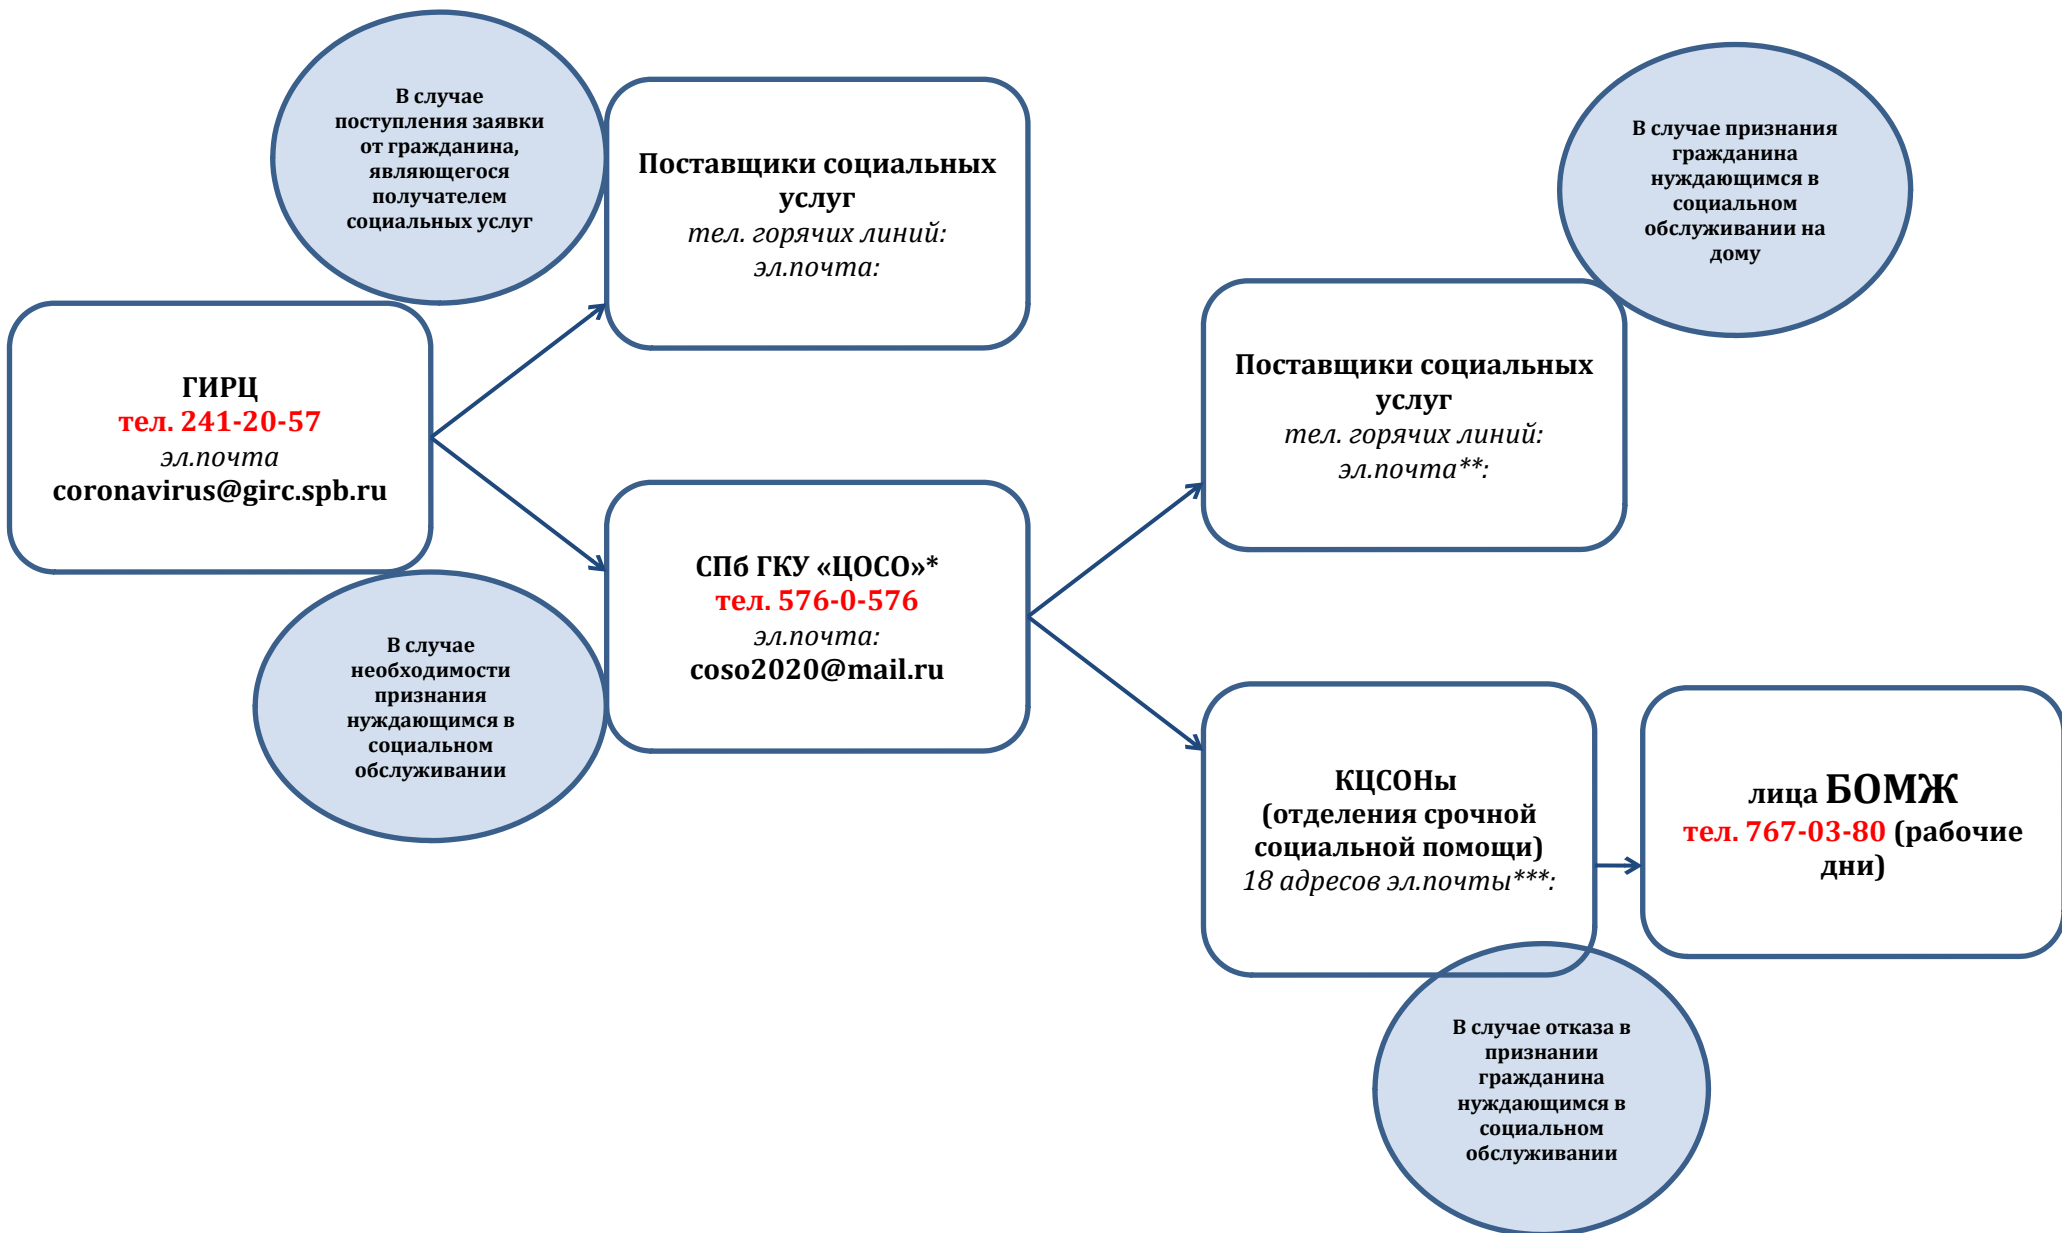 В случае
поступления заявки
от гражданина,
являющегося
получателем
социальных услуг
Поставщики социальных
услуг
тел. горячих линий:
эл.почта:
В случае признания
гражданина
нуждающимся в
социальном
обслуживании на
дому
ГИРЦ
тел. 241-20-57
эл.почта
coronavirus@girc.spb.ru
Поставщики социальных
услуг
тел. горячих линий:
эл.почта**:
СПб ГКУ «ЦОСО»*
тел. 576-0-576
эл.почта:
coso2020@mail.ru
В случае
необходимости
признания
нуждающимся в
социальном
обслуживании
КЦСОНы
(отделения срочной
социальной помощи)
18 адресов эл.почты***:
лица БОМЖ
тел. 767-03-80 (рабочие
дни)
В случае отказа в
признании
гражданина
нуждающимся в
социальном
обслуживании